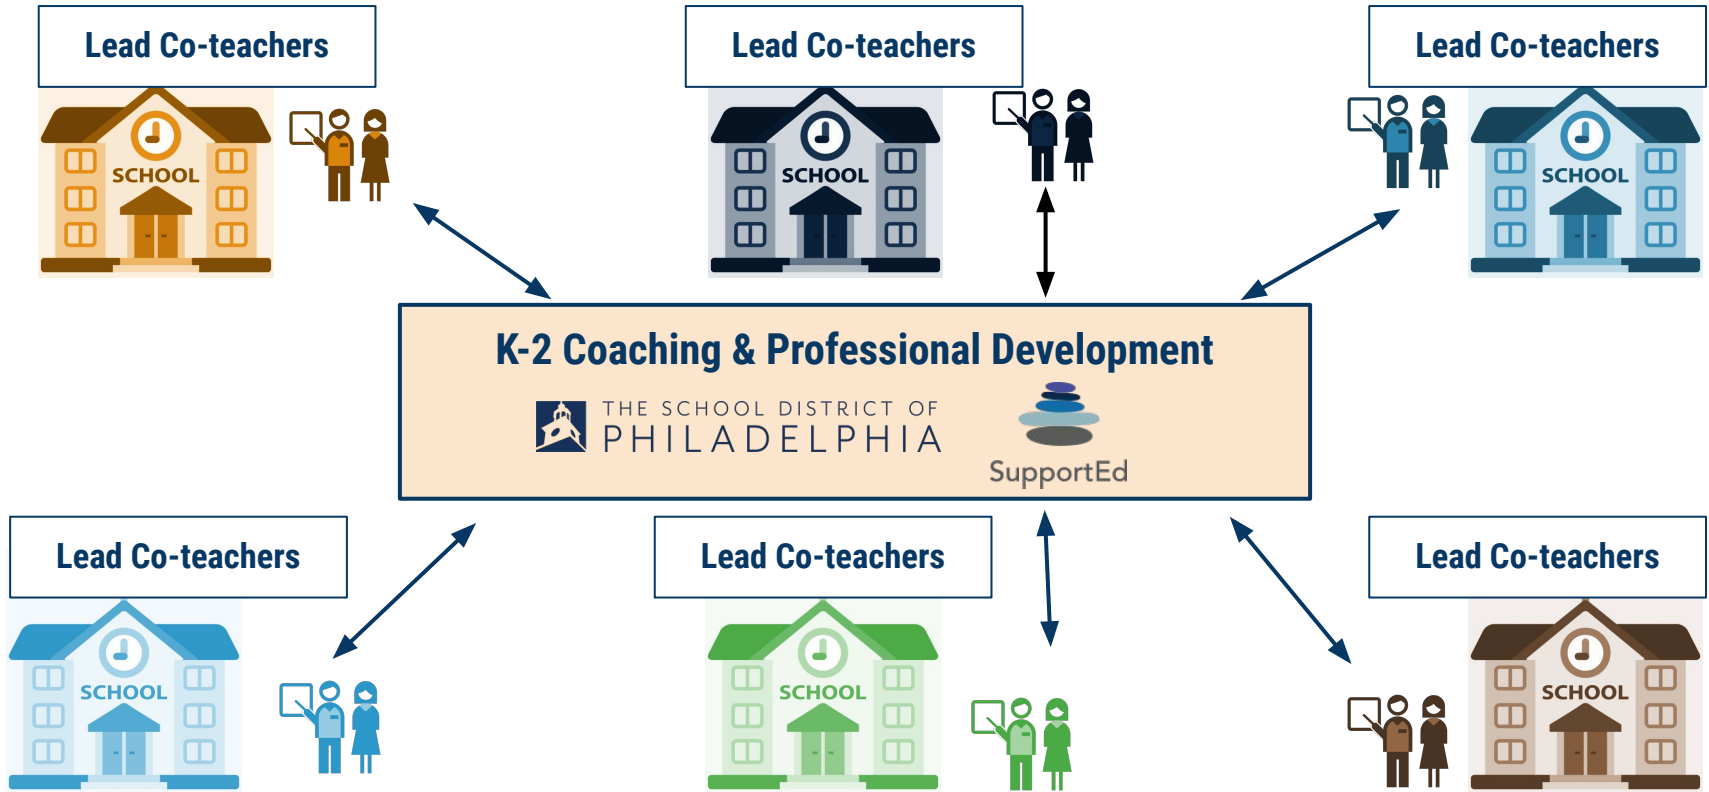 Lead Co-teachers
Lead Co-teachers
Lead Co-teachers
SCHOOL
SCHOOL
SCHOOL
K-2 Coaching & Professional Development
THE SCHOOL DISTRICT OF
PHILADELPHIA
SupportEd
Lead Co-teachers
Lead Co-teachers
Lead Co-teachers
SCHOOL
SCHOOL
SCHOOL